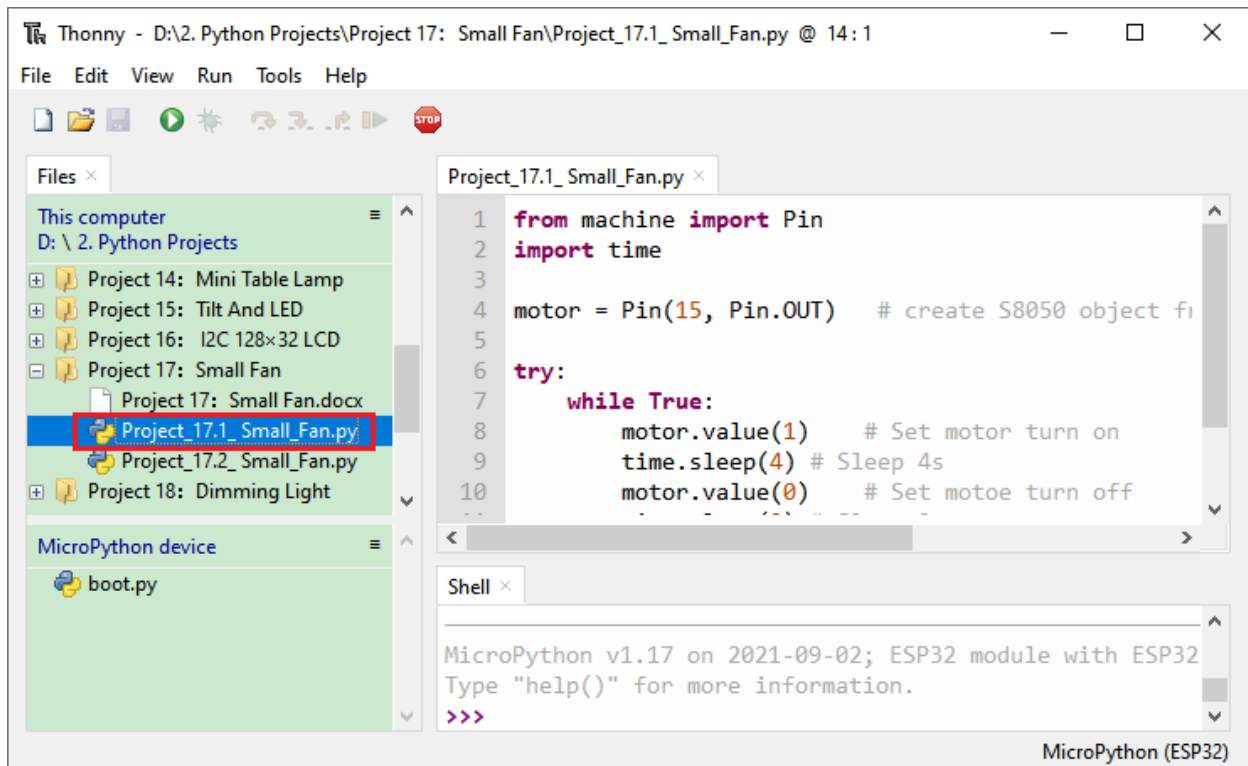 Thonny - D:\2. Python Projects\Project 17: Small Fan\Project_17.1_ Small_Fan.py @ 14:1
File Edit View Run Tools Help
STOP
Files
This computer
D: \ 2. Python Projects
Project 14: Mini Table Lamp
Project 15: Tilt And LED
Project 16: I2C 128×32 LCD
Project 17: Small Fan
Project 17: Small Fan.docx
Project_17.1_ Small_Fan.py
Project_17.2_ Small_Fan.py
Project 18: Dimming Light
MicroPython device
boot.py
Project_17.1_ Small_Fan.py
1 from machine import Pin
2 import time
3
4 motor = Pin(15, Pin.OUT) # create S8050 object
5
6 try:
7 while True:
8 motor.value(1) # Set motor turn on
9 time.sleep(4) # Sleep 4s
10 motor.value(0) # Set motoe turn off
Shell
MicroPython v1.17 on 2021-09-02; ESP32 module with ESP32
Type "help()" for more information.
>>>
MicroPython (ESP32)